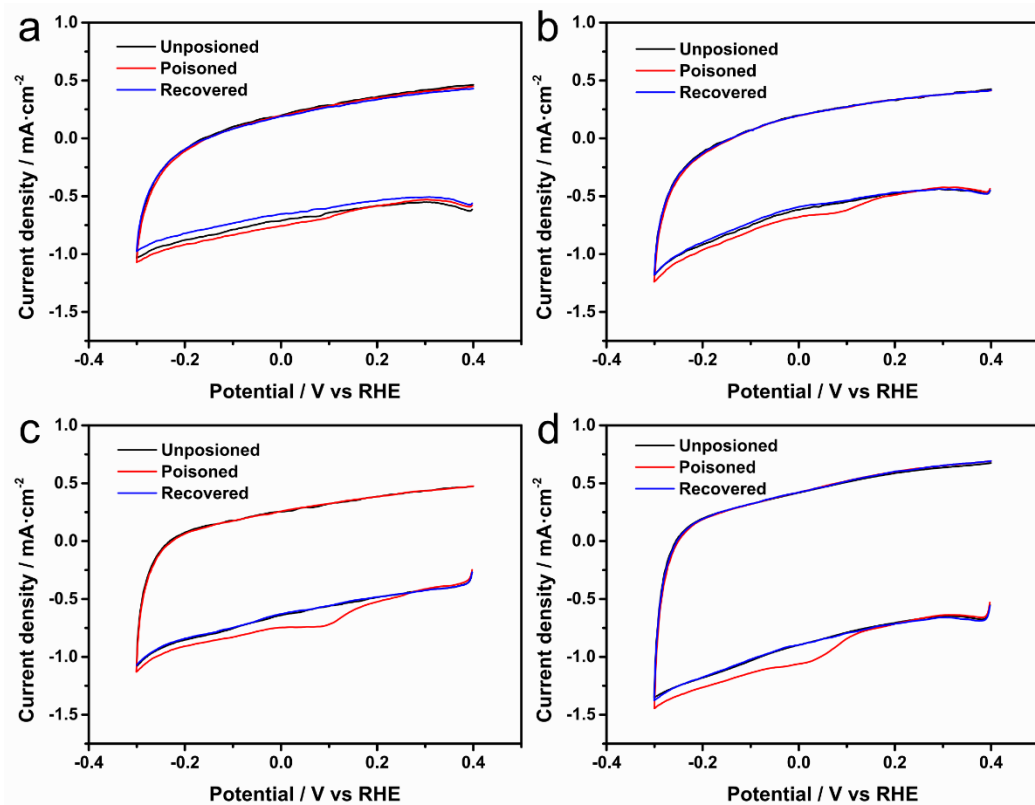 a
Unposioned
Poisoned
Recovered
1.0
0.5
0.0
-0.5
-1.0
-1.5
-0.4
-0.2
0.0
0.2
0.4
Current density / mA·cm⁻²
Potential / V vs RHE
b
Unposioned
Poisoned
Recovered
1.0
0.5
0.0
-0.5
-1.0
-1.5
-0.4
-0.2
0.0
0.2
0.4
Current density / mA·cm⁻²
Potential / V vs RHE
c
Unposioned
Poisoned
Recovered
1.0
0.5
0.0
-0.5
-1.0
-1.5
-0.4
-0.2
0.0
0.2
0.4
Current density / mA·cm⁻²
Potential / V vs RHE
d
Unposioned
Poisoned
Recovered
1.0
0.5
0.0
-0.5
-1.0
-1.5
-0.4
-0.2
0.0
0.2
0.4
Current density / mA·cm⁻²
Potential / V vs RHE